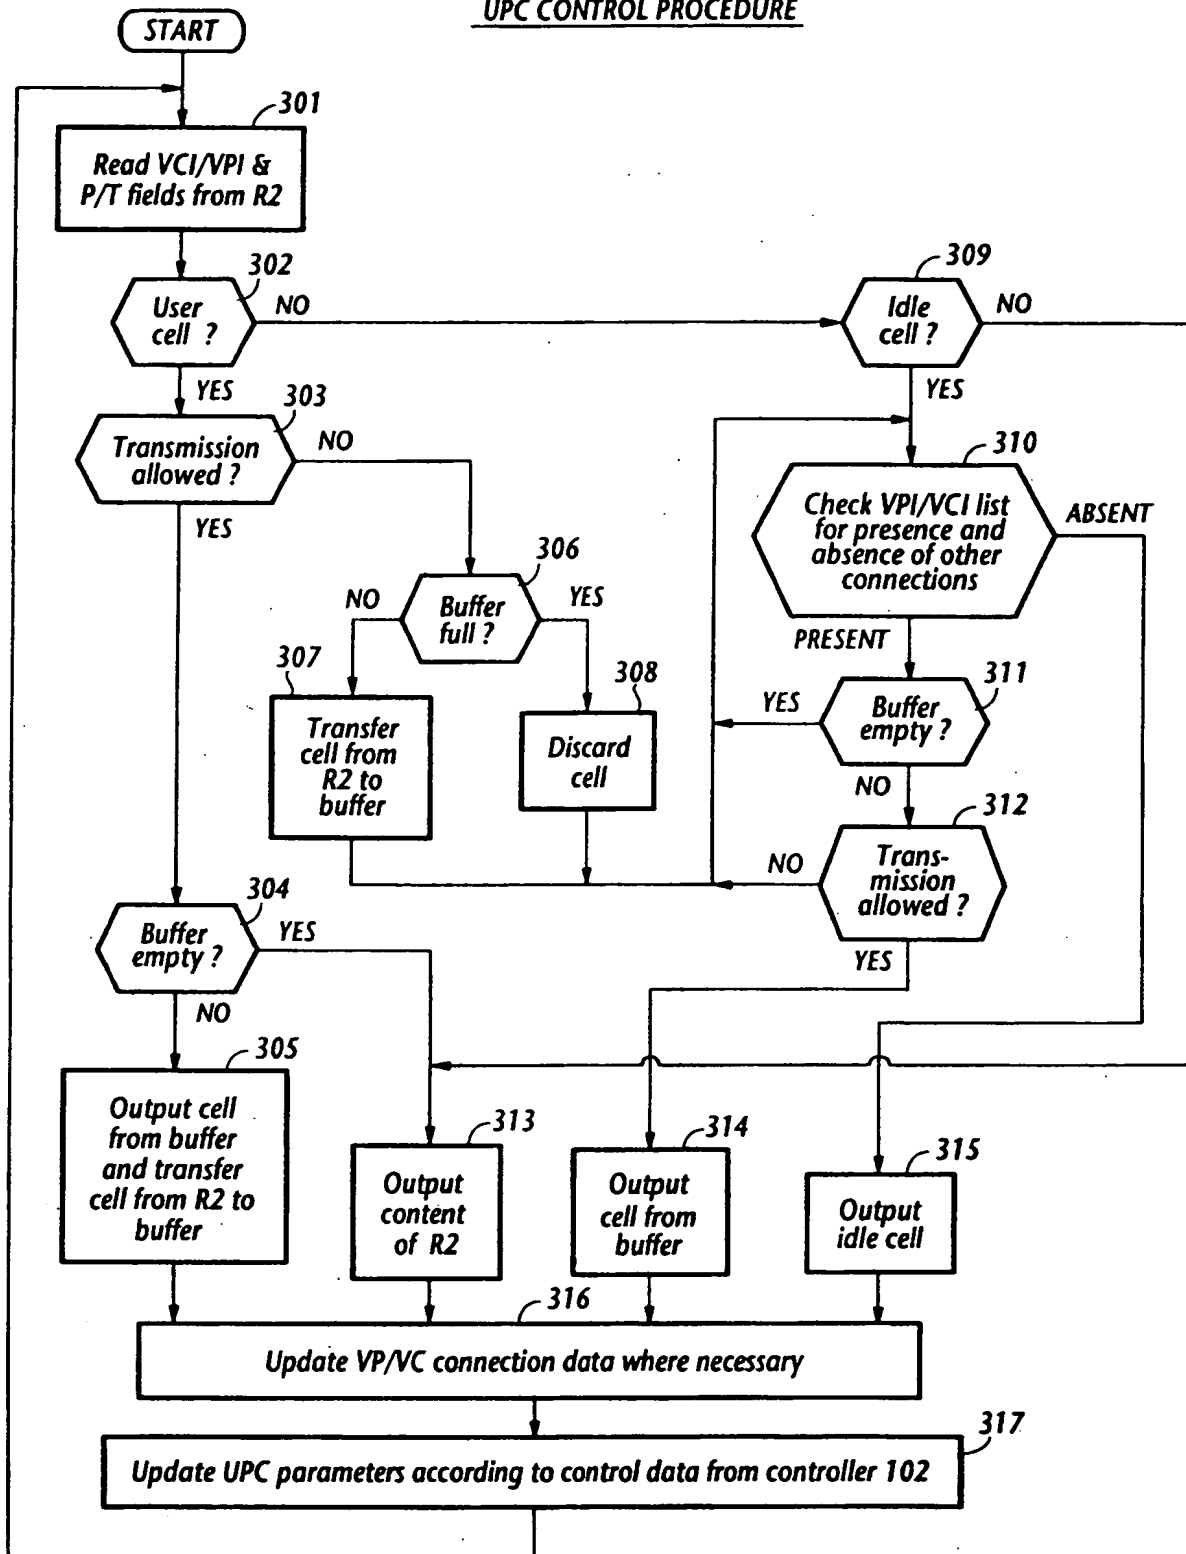 UPC CONTROL PROCEDURE
START
301
Read VCI/VPI &
P/T fields from R2
302
User
cell ?
NO
YES
309
Idle
cell ?
NO
YES
303
Transmission
allowed ?
NO
YES
310
Check VPI/VCI list
for presence and
absence of other
connections
ABSENT
PRESENT
306
Buffer
full ?
NO
YES
307
Transfer
cell from
R2 to
buffer
308
Discard
cell
311
Buffer
empty ?
YES
NO
312
Trans-
mission
allowed ?
NO
YES
304
Buffer
empty ?
YES
NO
305
Output cell
from buffer
and transfer
cell from R2 to
buffer
313
Output
content
of R2
314
Output
cell from
buffer
315
Output
idle cell
316
Update VP/VC connection data where necessary
317
Update UPC parameters according to control data from controller 102